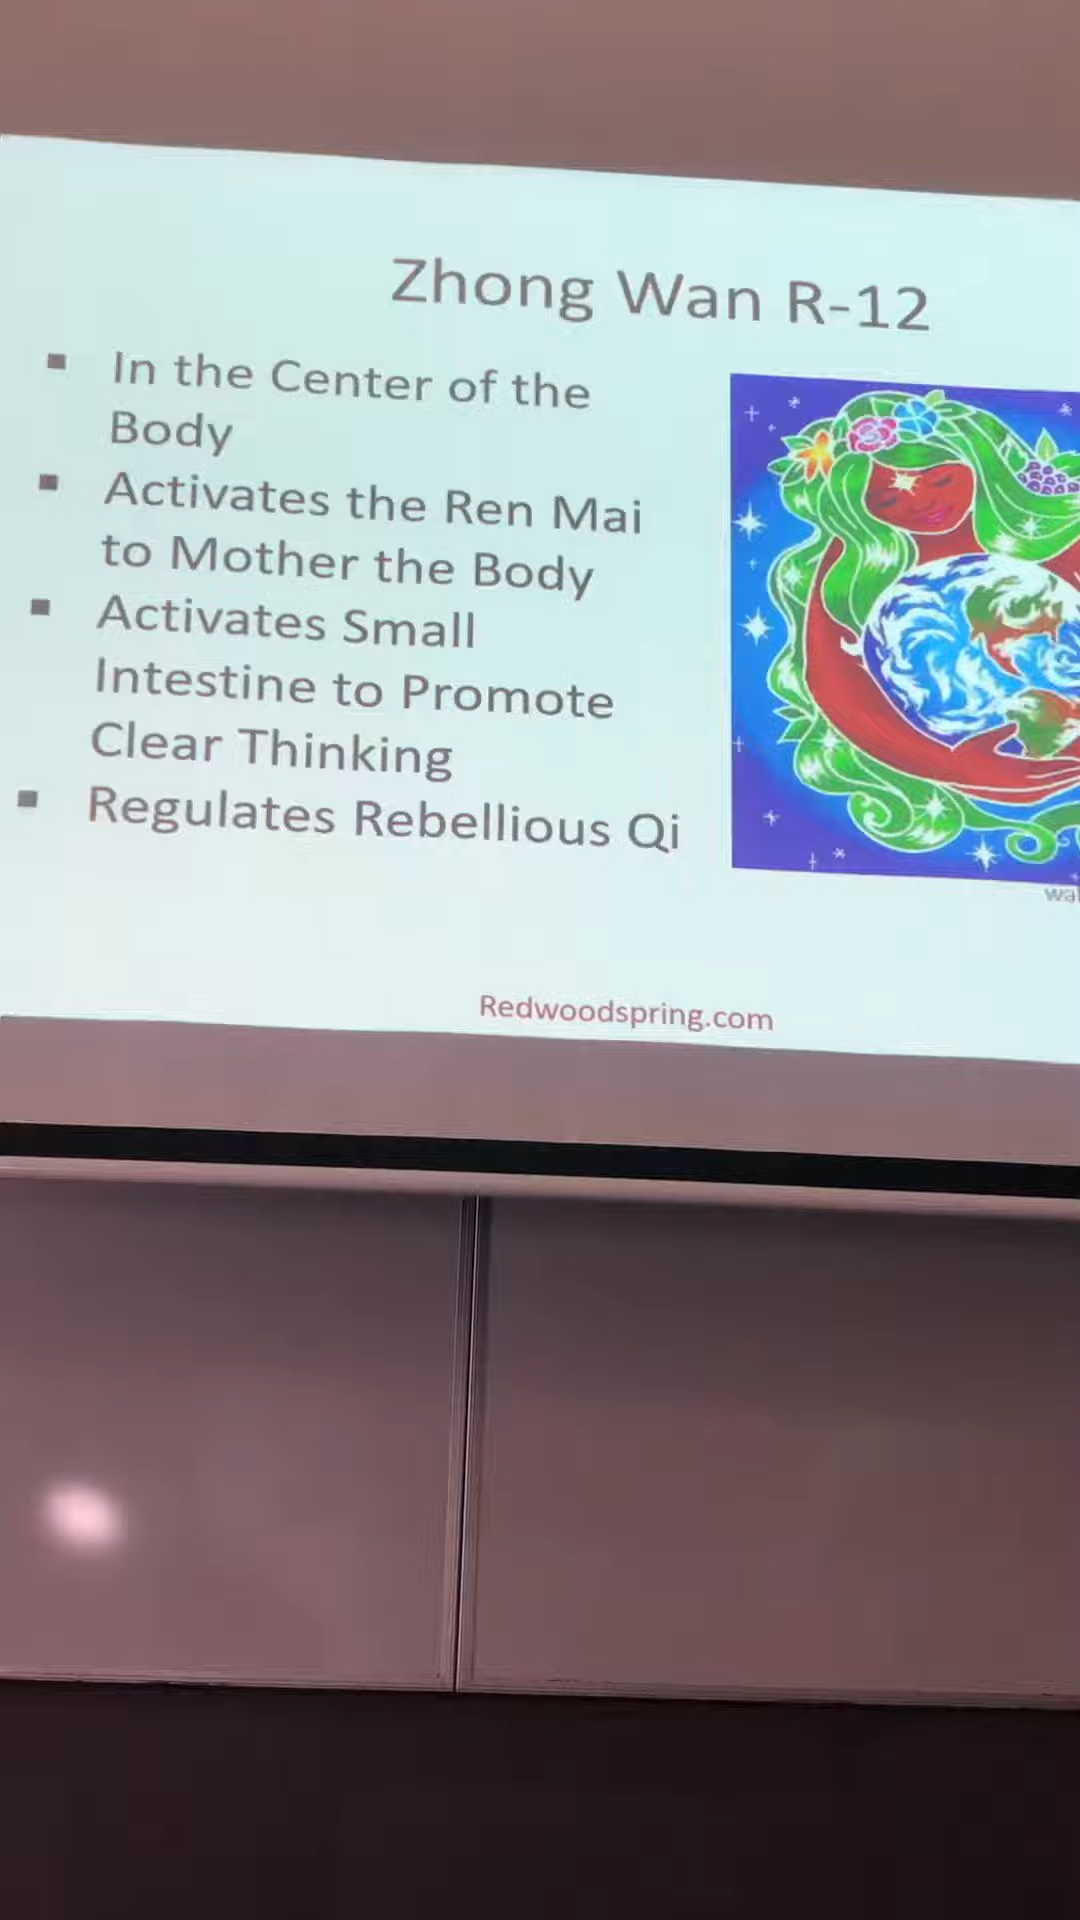 Zhong Wan R-12
▪ In the Center of the
Body
▪ Activates the Ren Mai
to Mother the Body
▪ Activates Small
Intestine to Promote
Clear Thinking
▪ Regulates Rebellious Qi
Redwoodspring.com